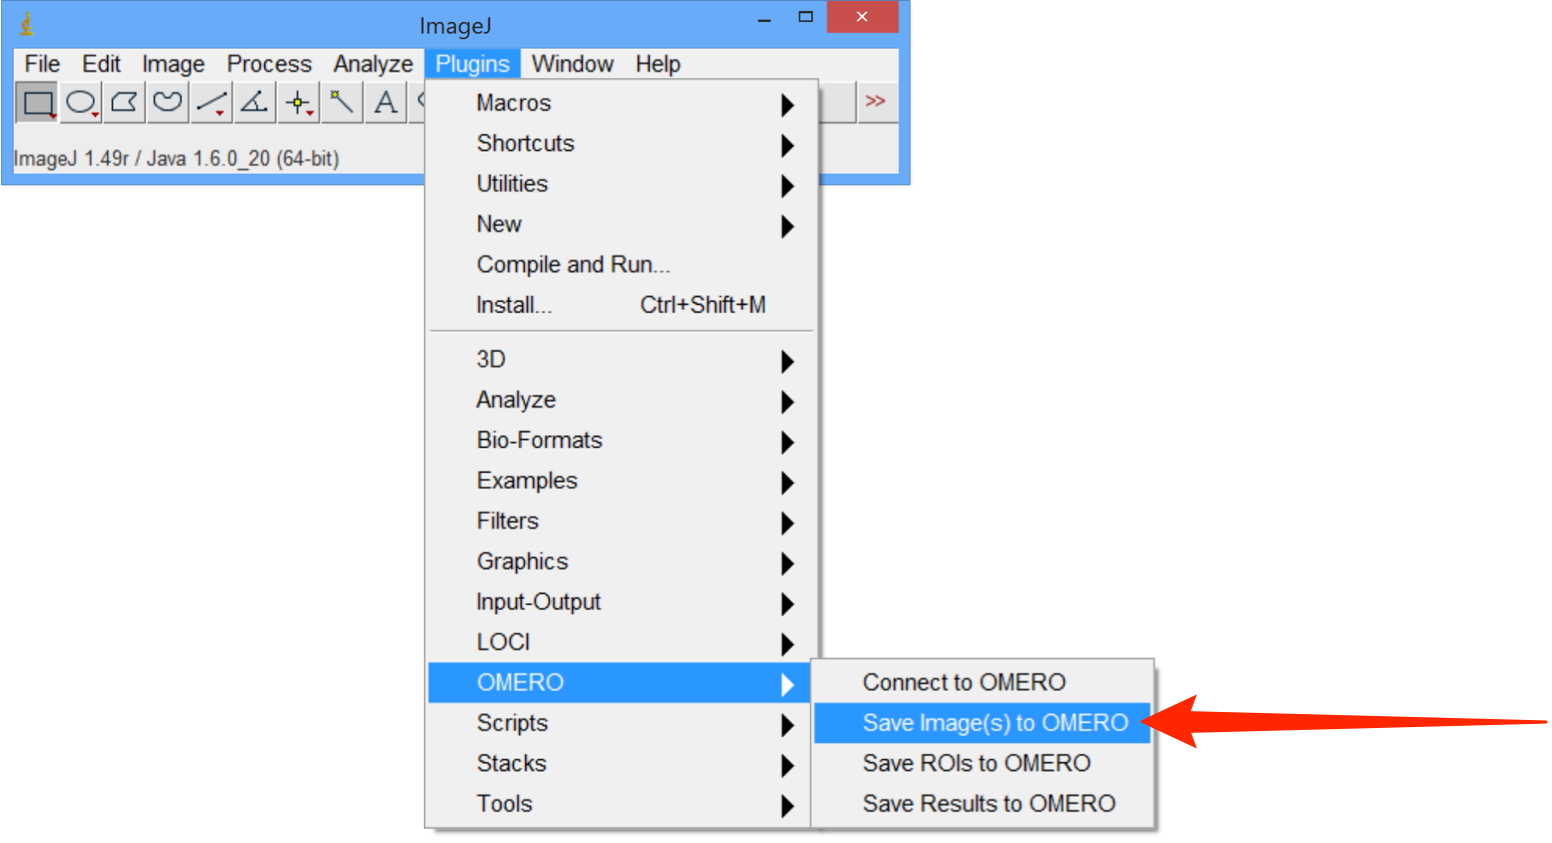 ImageJ
File Edit Image Process Analyze Plugins Window Help
A >>
ImageJ 1.49r / Java 1.6.0_20 (64-bit)
Macros
Shortcuts
Utilities
New
Compile and Run...
Install... Ctrl+Shift+M
3D
Analyze
Bio-Formats
Examples
Filters
Graphics
Input-Output
LOCI
OMERO
Scripts
Stacks
Tools
Connect to OMERO
Save Image(s) to OMERO
Save ROIs to OMERO
Save Results to OMERO